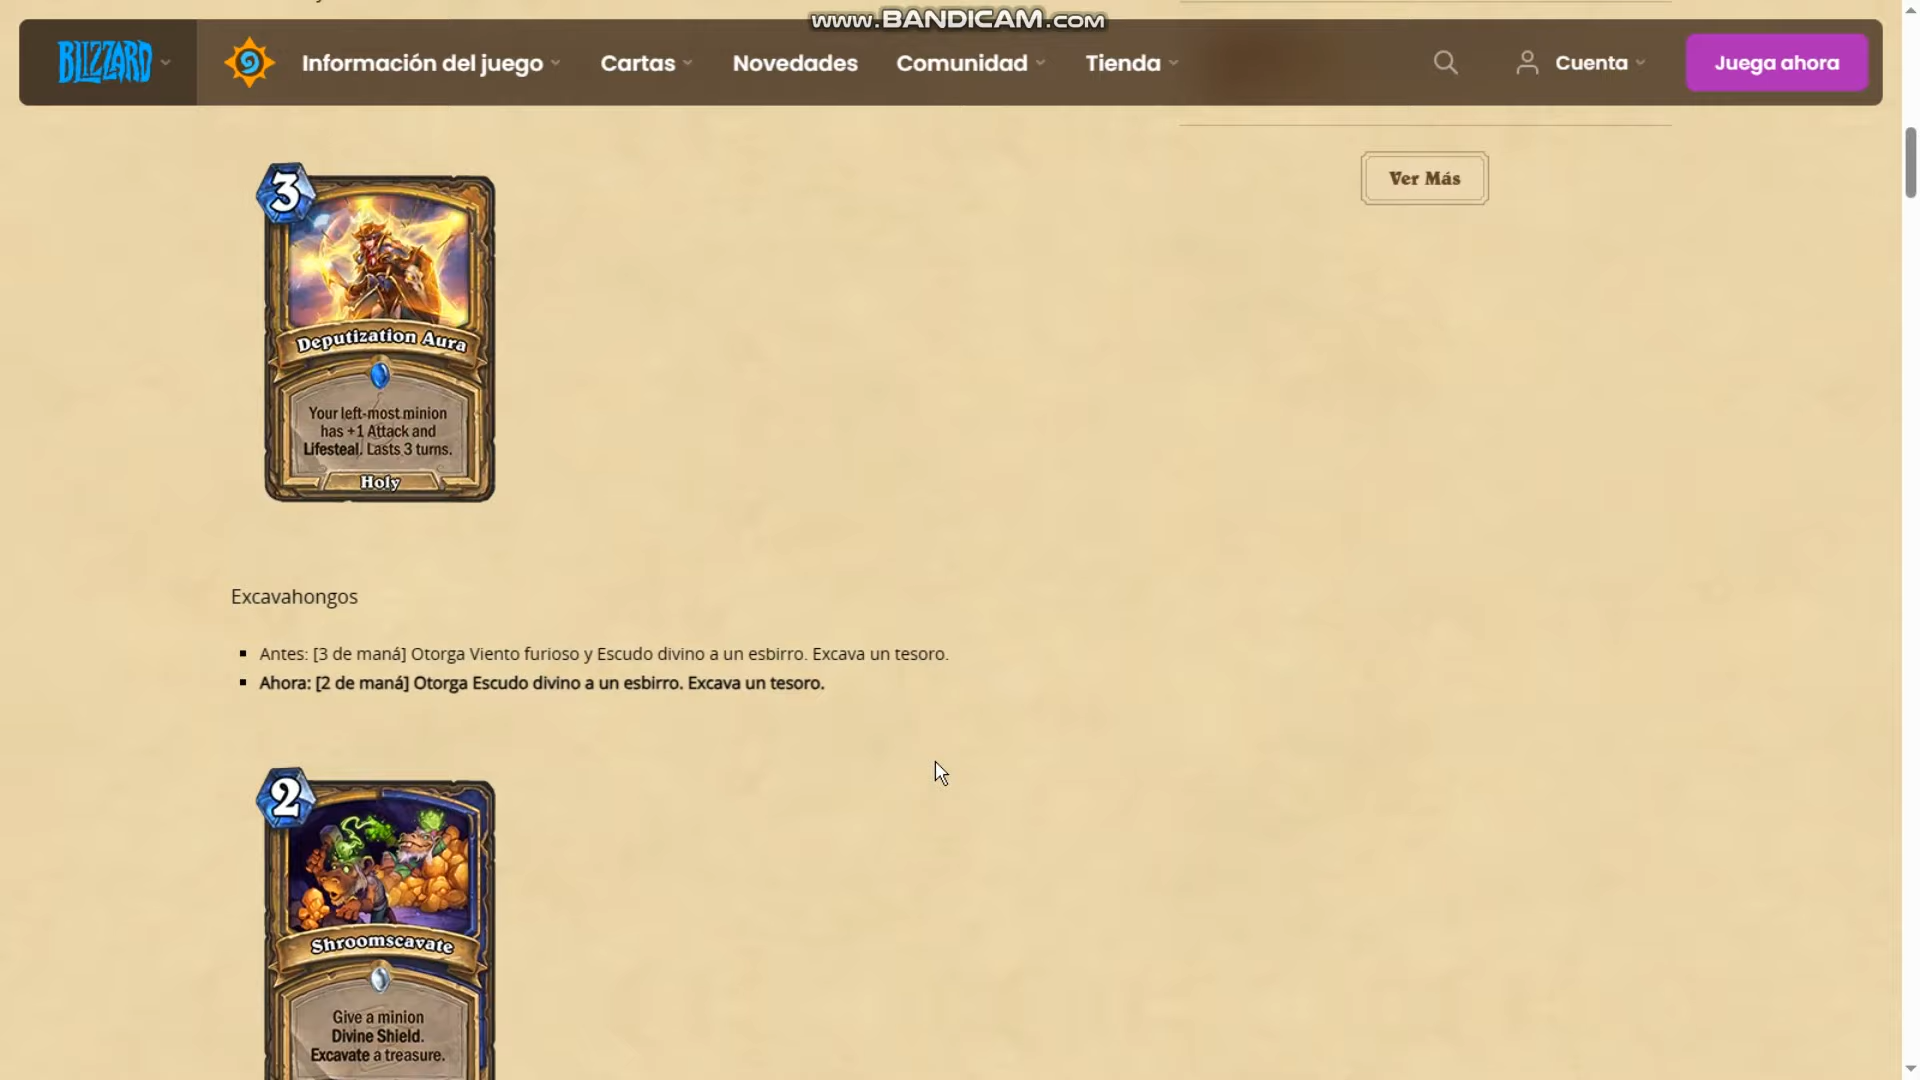 www.BANDICAM.com
BLIZZARD
Información del juego
Cartas
Novedades
Comunidad
Tienda
Cuenta
Juega ahora
Ver Más
3
Deputization Aura
Your left-most minion
has +1 Attack and
Lifesteal. Lasts 3 turns.
Holy
Excavahongos
Antes: [3 de maná] Otorga Viento furioso y Escudo divino a un esbirro. Excava un tesoro.
Ahora: [2 de maná] Otorga Escudo divino a un esbirro. Excava un tesoro.
2
Shroomscavate
Give a minion
Divine Shield.
Excavate a treasure.